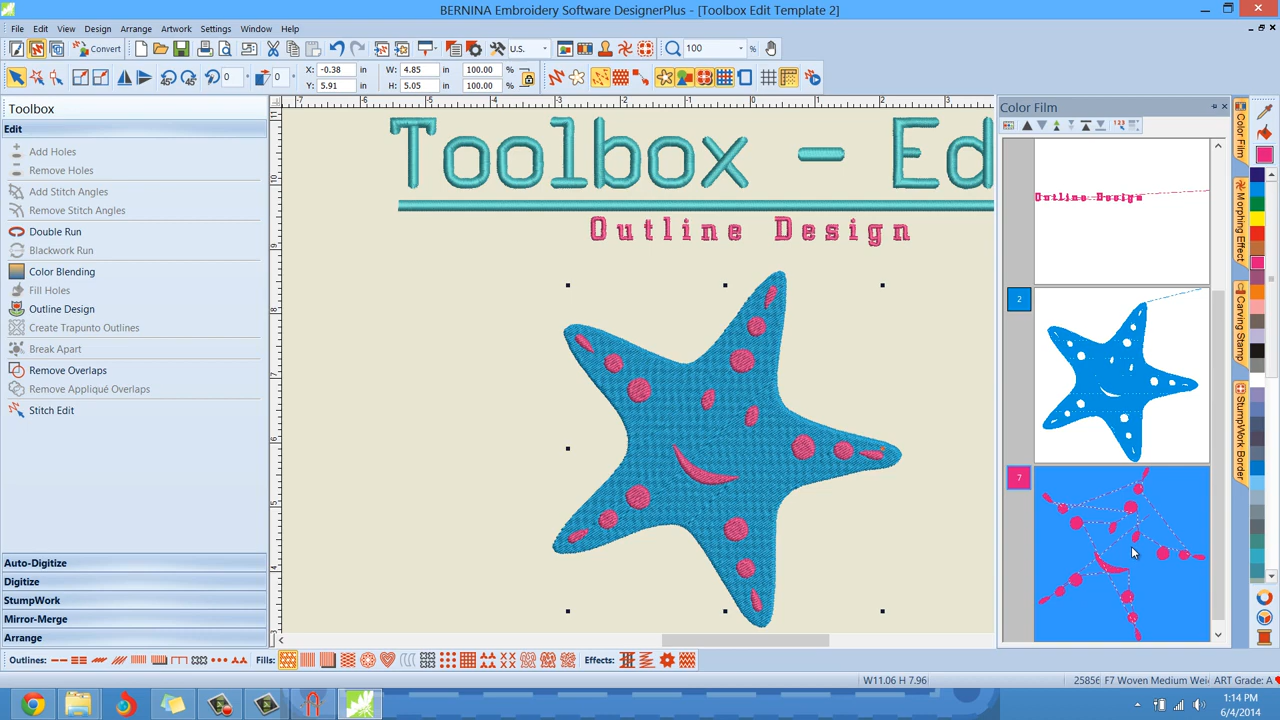 BERNINA Embroidery Software DesignerPlus - [Toolbox Edit Template 2]
File Edit View Design Arrange Artwork Settings Window Help
Convert U.S. 100
X: -0.38 in W: 4.85 in 100.00 %
Y: 5.91 in H: 5.05 in 100.00 %
0 0
Toolbox
Edit
Add Holes
Remove Holes
Add Stitch Angles
Remove Stitch Angles
Double Run
Blackwork Run
Color Blending
Fill Holes
Outline Design
Create Trapunto Outlines
Break Apart
Remove Overlaps
Remove Appliqué Overlaps
Stitch Edit
Auto-Digitize
Digitize
StumpWork
Mirror-Merge
Arrange
Toolbox - Ed
Outline Design
Color Film
Outline Design
2
7
Color Film
Morphing Effect
Carving Stamp
StumpWork Border
Outlines: Fills: Effects:
W11.06 H 7.96 25856 F7 Woven Medium Wei ART Grade: A
1:14 PM
6/4/2014